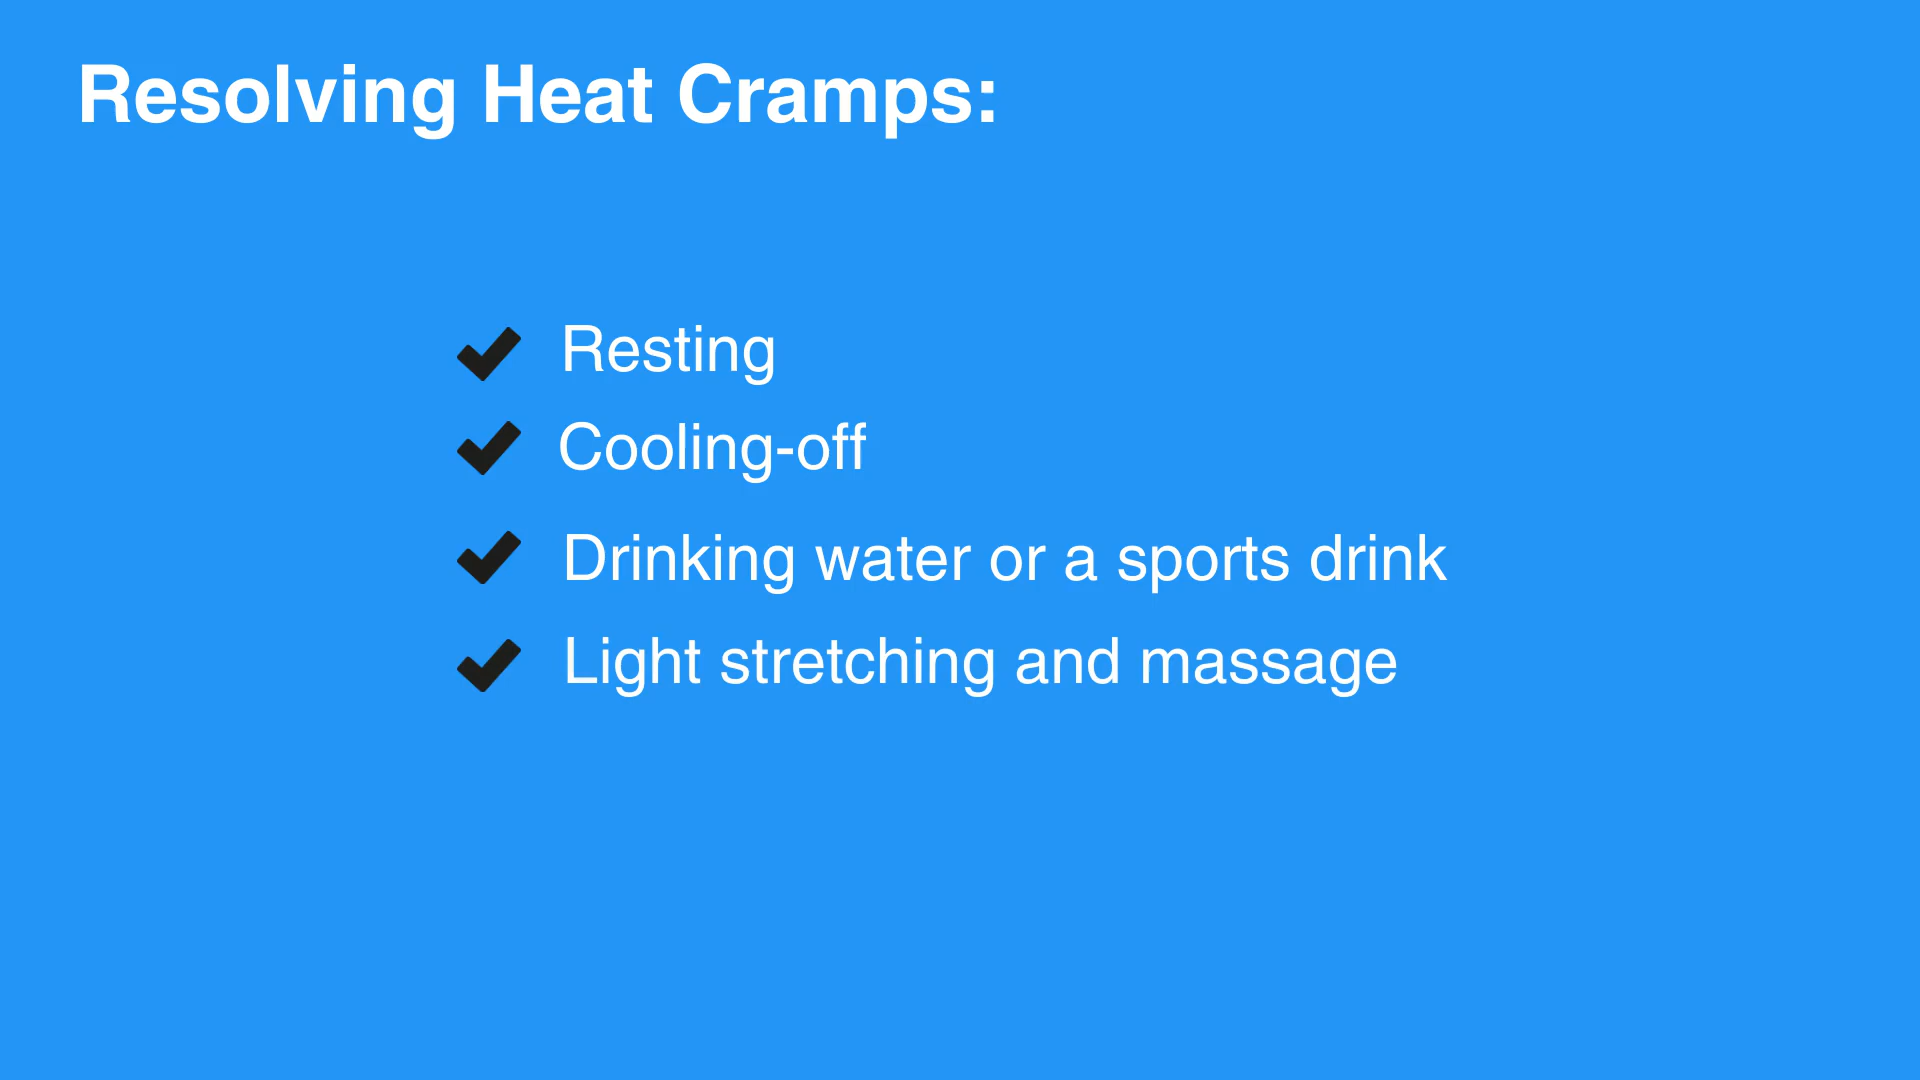 Resolving Heat Cramps:
Resting
Cooling-off
Drinking water or a sports drink
Light stretching and massage